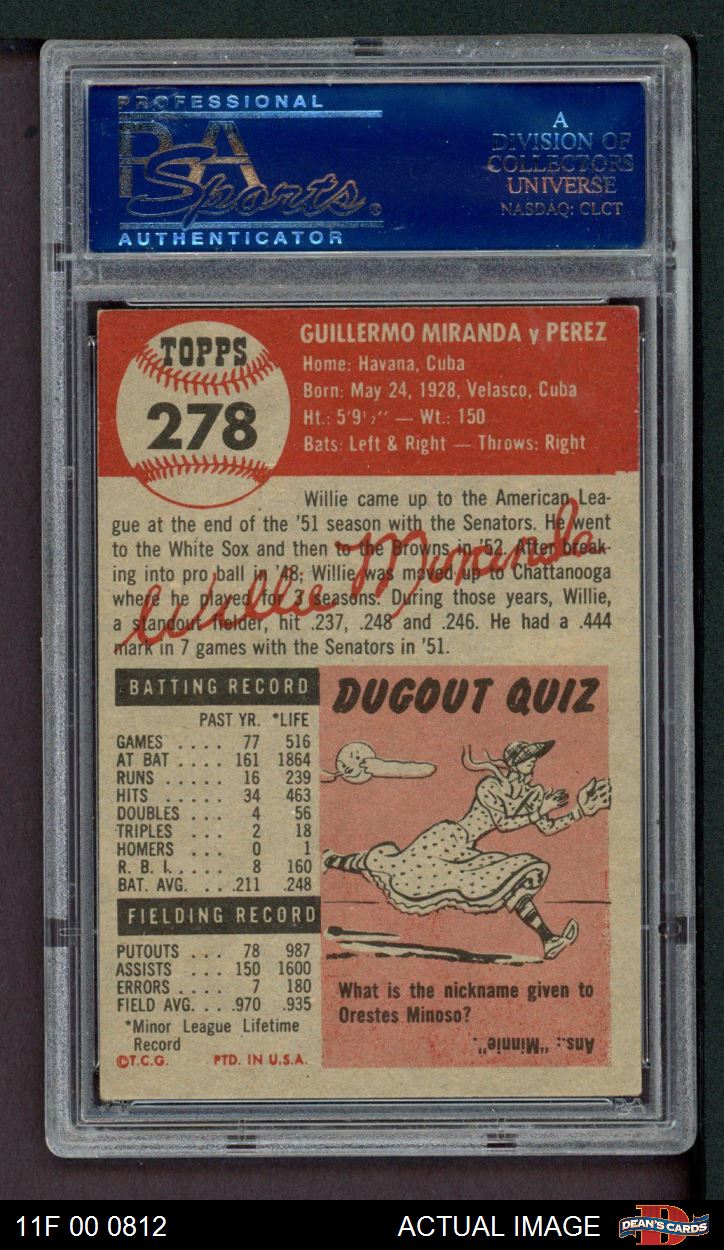 PROFESSIONAL
PSA
Sports®
AUTHENTICATOR
A
DIVISION OF
COLLECTORS
UNIVERSE
NASDAQ: CLCT
TOPPS
278
GUILLERMO MIRANDA y PEREZ
Home: Havana, Cuba
Born: May 24, 1928, Velasco, Cuba
Ht.: 5'9½'' — Wt.: 150
Bats: Left & Right — Throws: Right
Willie came up to the American Lea-
gue at the end of the '51 season with the Senators. He went
to the White Sox and then to the Browns in '52. After break-
ing into pro ball in '48, Willie was moved up to Chattanooga
where he played for 3 seasons. During those years, Willie,
a standout fielder, hit .237, .248 and .246. He had a .444
mark in 7 games with the Senators in '51.
Willie Miranda
BATTING RECORD
PAST YR. *LIFE
GAMES .... 77 516
AT BAT .... 161 1864
RUNS ..... 16 239
HITS ..... 34 463
DOUBLES .... 4 56
TRIPLES ... 2 18
HOMERS ... 0 1
R. B. I. .... 8 160
BAT. AVG. ... .211 .248
FIELDING RECORD
PUTOUTS ... 78 987
ASSISTS ... 150 1600
ERRORS ... 7 180
FIELD AVG. ... .970 .935
*Minor League Lifetime
Record
©T.C.G. PTD. IN U.S.A.
DUGOUT QUIZ
What is the nickname given to
Orestes Minoso?
Ans.: "Minnie".
11F 00 0812
ACTUAL IMAGE
D
DEAN'S CARDS